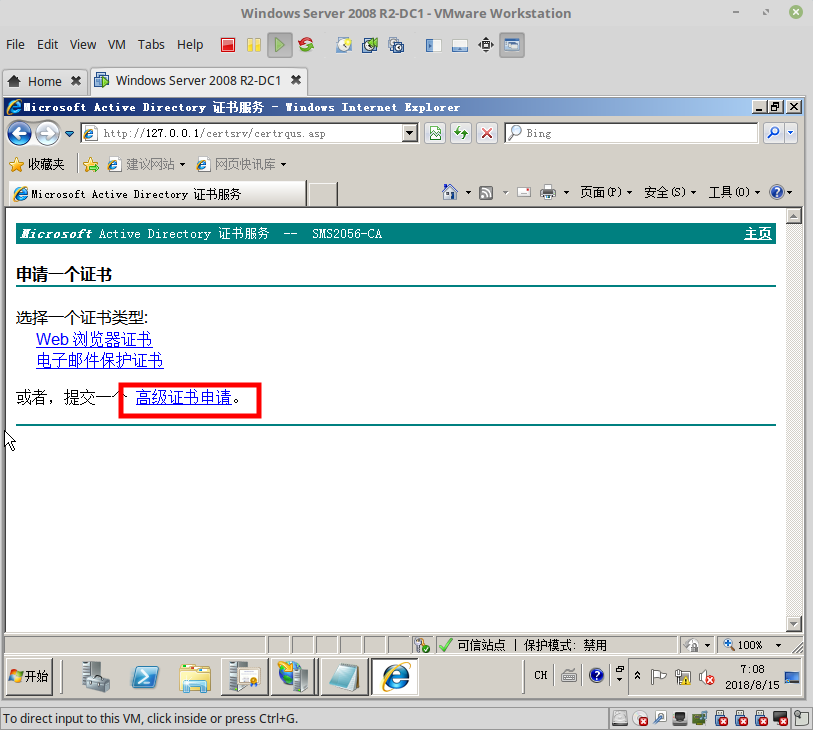 Windows Server 2008 R2-DC1 - VMware Workstation
File Edit View VM Tabs Help
Home Windows Server 2008 R2-DC1
Microsoft Active Directory 证书服务 - Windows Internet Explorer
http://127.0.0.1/certsrv/certrqus.asp Bing
收藏夹 建议网站 网页快讯库
Microsoft Active Directory 证书服务 页面(P) 安全(S) 工具(O)
Microsoft Active Directory 证书服务 -- SMS2056-CA 主页
申请一个证书
选择一个证书类型:
Web 浏览器证书
电子邮件保护证书
或者，提交一个 高级证书申请。
可信站点 | 保护模式: 禁用 100%
开始 CH 7:08
2018/8/15
To direct input to this VM, click inside or press Ctrl+G.